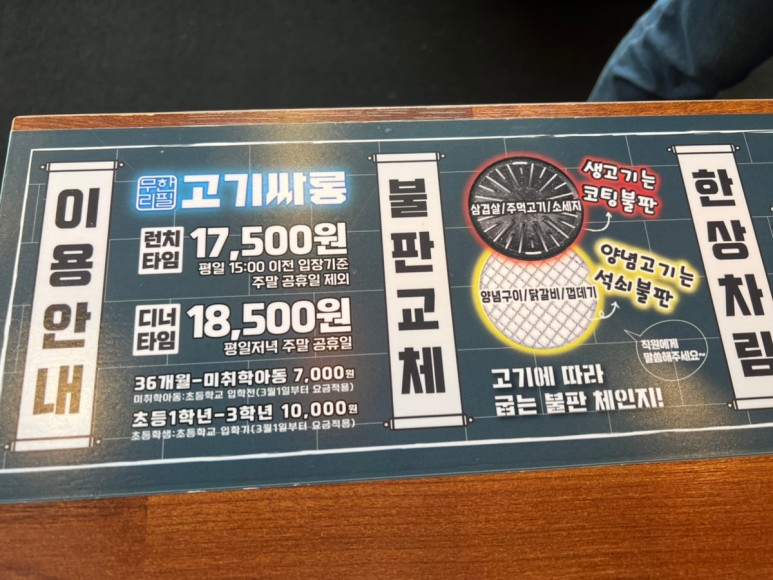 이용안내
무한리필 고기싸롱
런치타임 17,500원
평일 15:00 이전 입장기준
주말 공휴일 제외
디너타임 18,500원
평일저녁 주말 공휴일
36개월-미취학아동 7,000원
미취학아동:초등학교 입학전(3월1일부터 요금적용)
초등1학년-3학년 10,000원
초등학생:초등학교 입학기(3월1일부터 요금적용)
불판교체
생고기는
코팅불판
삼겹살/주먹고기/소세지
양념고기는
석쇠불판
양념구이/닭갈비/껍데기
직원에게
말씀해주세요~
고기에 따라
굽는 불판 체인지!
한상차림